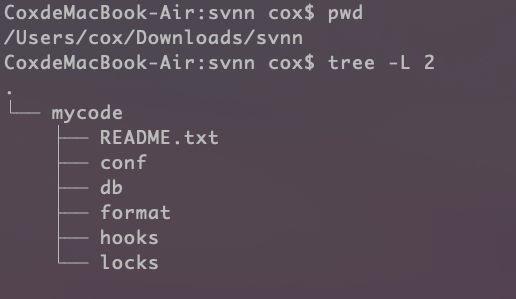 CoxdeMacBook-Air:svnn cox$ pwd
/Users/cox/Downloads/svnn
CoxdeMacBook-Air:svnn cox$ tree -L 2
.
└── mycode
    ├── README.txt
    ├── conf
    ├── db
    ├── format
    ├── hooks
    └── locks